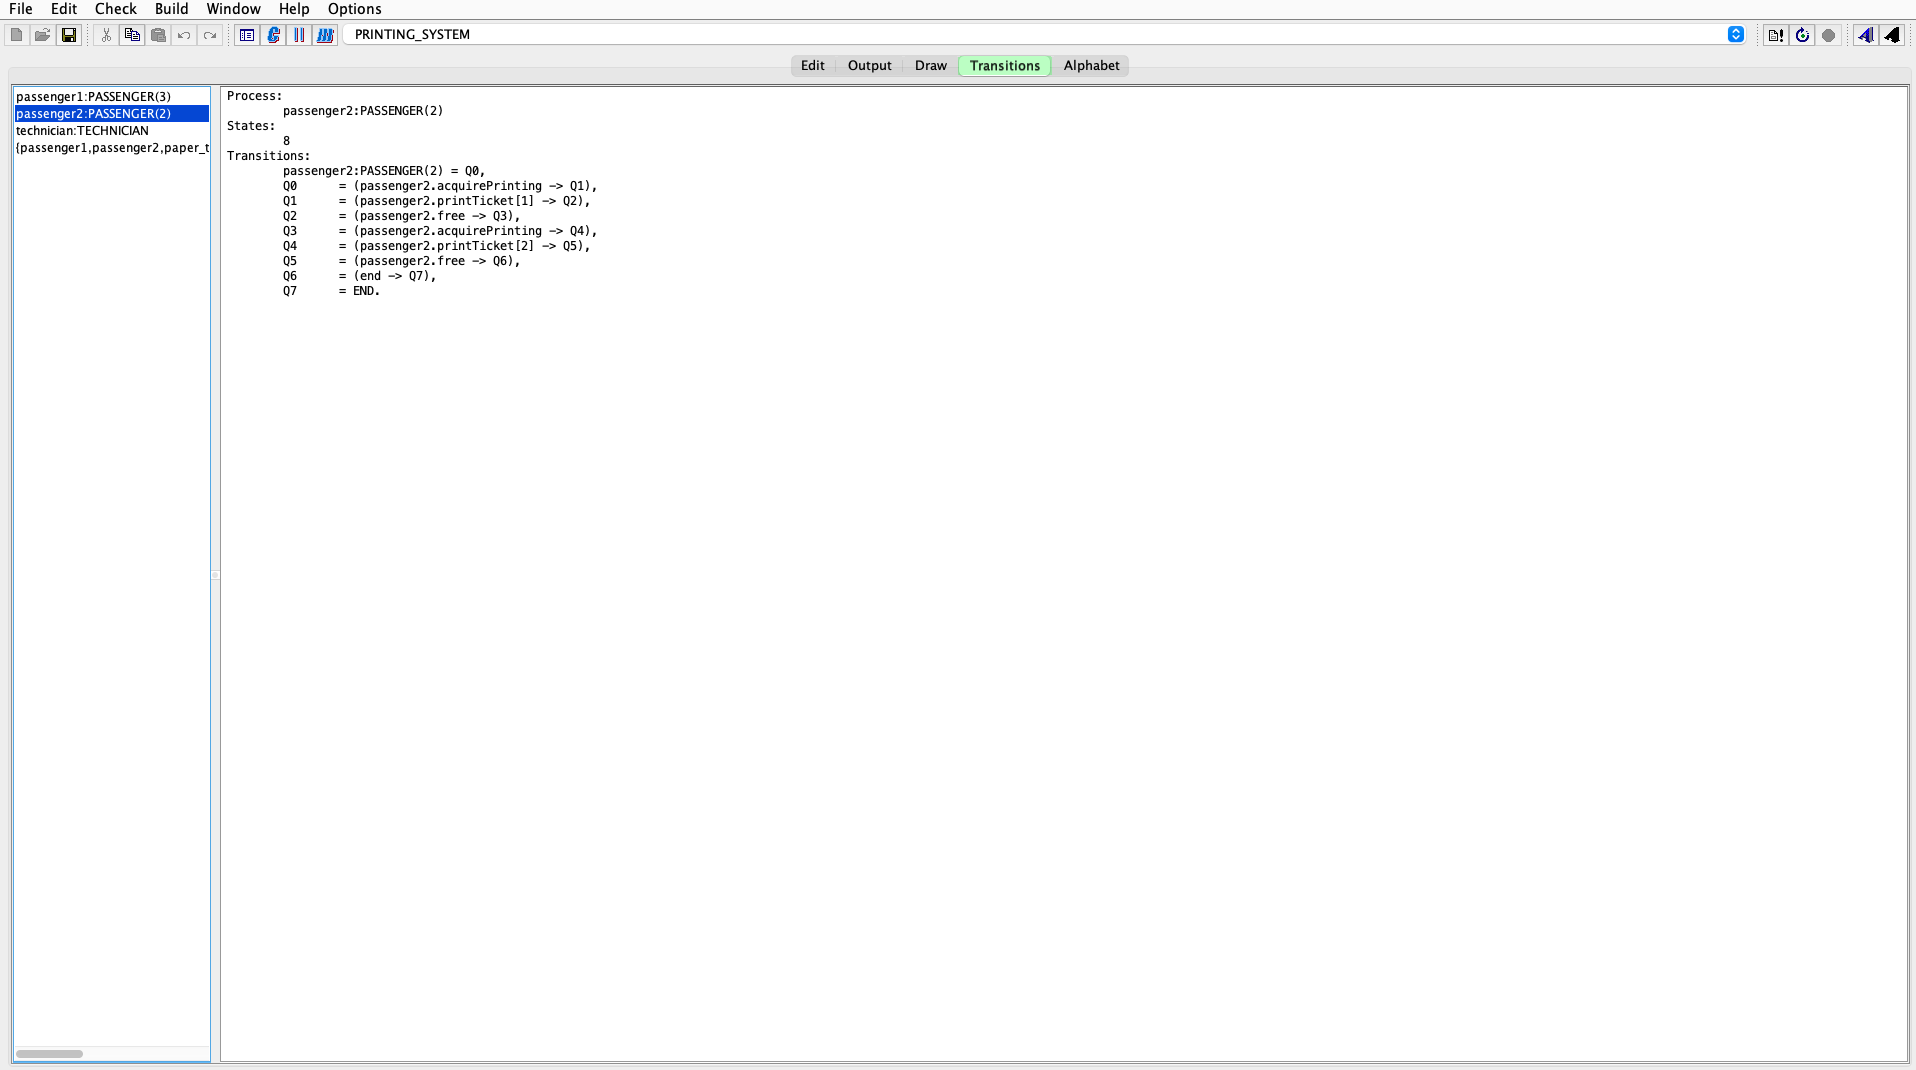 File Edit Check Build Window Help Options
PRINTING_SYSTEM
Edit Output Draw Transitions Alphabet
passenger1:PASSENGER(3)
passenger2:PASSENGER(2)
technician:TECHNICIAN
{passenger1,passenger2,paper_t
Process:
passenger2:PASSENGER(2)
States:
8
Transitions:
passenger2:PASSENGER(2) = Q0,
Q0 = (passenger2.acquirePrinting -> Q1),
Q1 = (passenger2.printTicket[1] -> Q2),
Q2 = (passenger2.free -> Q3),
Q3 = (passenger2.acquirePrinting -> Q4),
Q4 = (passenger2.printTicket[2] -> Q5),
Q5 = (passenger2.free -> Q6),
Q6 = (end -> Q7),
Q7 = END.